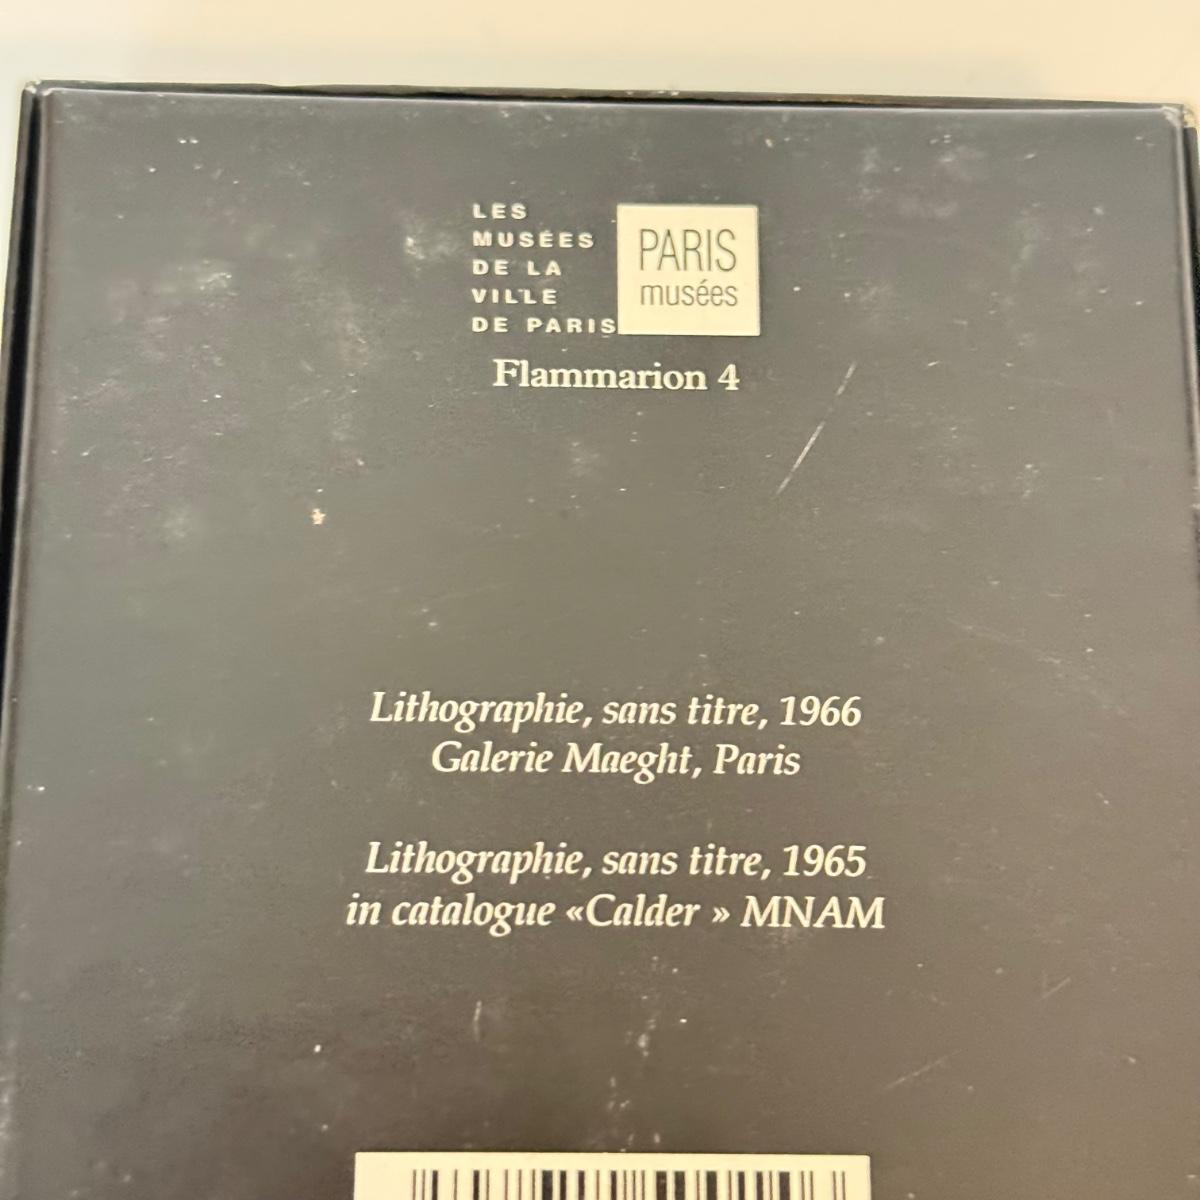 LES
MUSÉES
DE LA
VILLE
DE PARIS
PARIS
musées
Flammarion 4
Lithographie, sans titre, 1966
Galerie Maeght, Paris
Lithographie, sans titre, 1965
in catalogue «Calder » MNAM